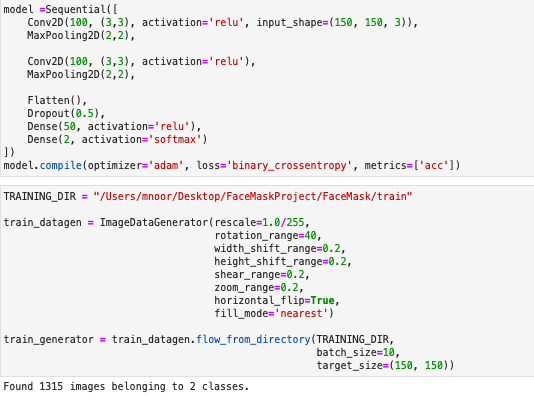 model =Sequential([
    Conv2D(100, (3,3), activation='relu', input_shape=(150, 150, 3)),
    MaxPooling2D(2,2),

    Conv2D(100, (3,3), activation='relu'),
    MaxPooling2D(2,2),

    Flatten(),
    Dropout(0.5),
    Dense(50, activation='relu'),
    Dense(2, activation='softmax')
])
model.compile(optimizer='adam', loss='binary_crossentropy', metrics=['acc'])

TRAINING_DIR = "/Users/mnoor/Desktop/FaceMaskProject/FaceMask/train"

train_datagen = ImageDataGenerator(rescale=1.0/255,
                                   rotation_range=40,
                                   width_shift_range=0.2,
                                   height_shift_range=0.2,
                                   shear_range=0.2,
                                   zoom_range=0.2,
                                   horizontal_flip=True,
                                   fill_mode='nearest')

train_generator = train_datagen.flow_from_directory(TRAINING_DIR,
                                                    batch_size=10,
                                                    target_size=(150, 150))
Found 1315 images belonging to 2 classes.